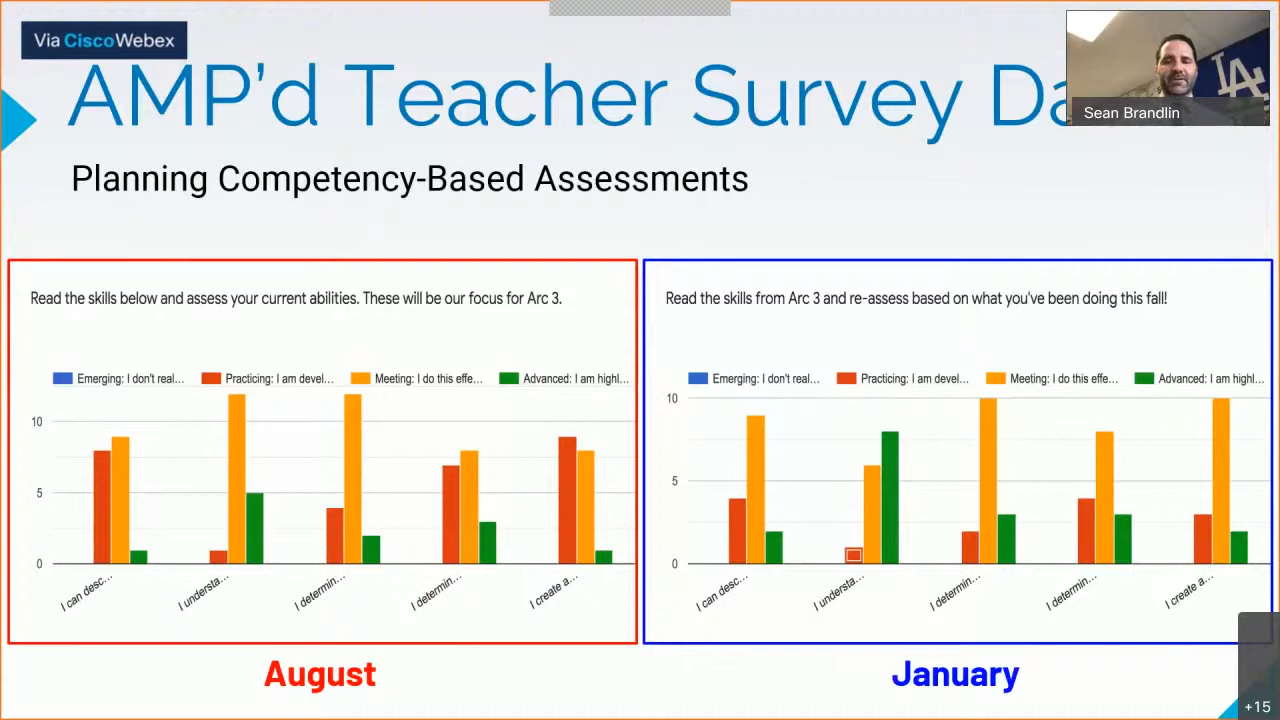 Via CiscoWebex
AMP'd Teacher Survey Da
Sean Brandlin
LA
Planning Competency-Based Assessments
Read the skills below and assess your current abilities. These will be our focus for Arc 3.
Emerging: I don't real... Practicing: I am devel... Meeting: I do this effe... Advanced: I am highl...
10
5
0
I can desc... I understa... I determin... I determin... I create a...
August
Read the skills from Arc 3 and re-assess based on what you've been doing this fall!
Emerging: I don't real... Practicing: I am devel... Meeting: I do this effe... Advanced: I am highl...
10
5
0
I can desc... I understa... I determin... I determin... I create a...
January
+15